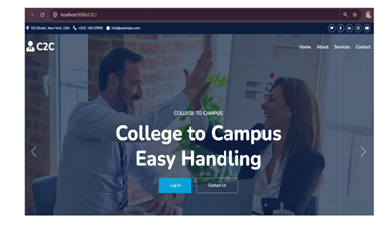 localhost:8080/C2C/
123 Street, New York, USA
info@example.com
C2C
Home About Services Contact
COLLEGE TO CAMPUS
College to Campus
Easy Handling
Log In Contact Us